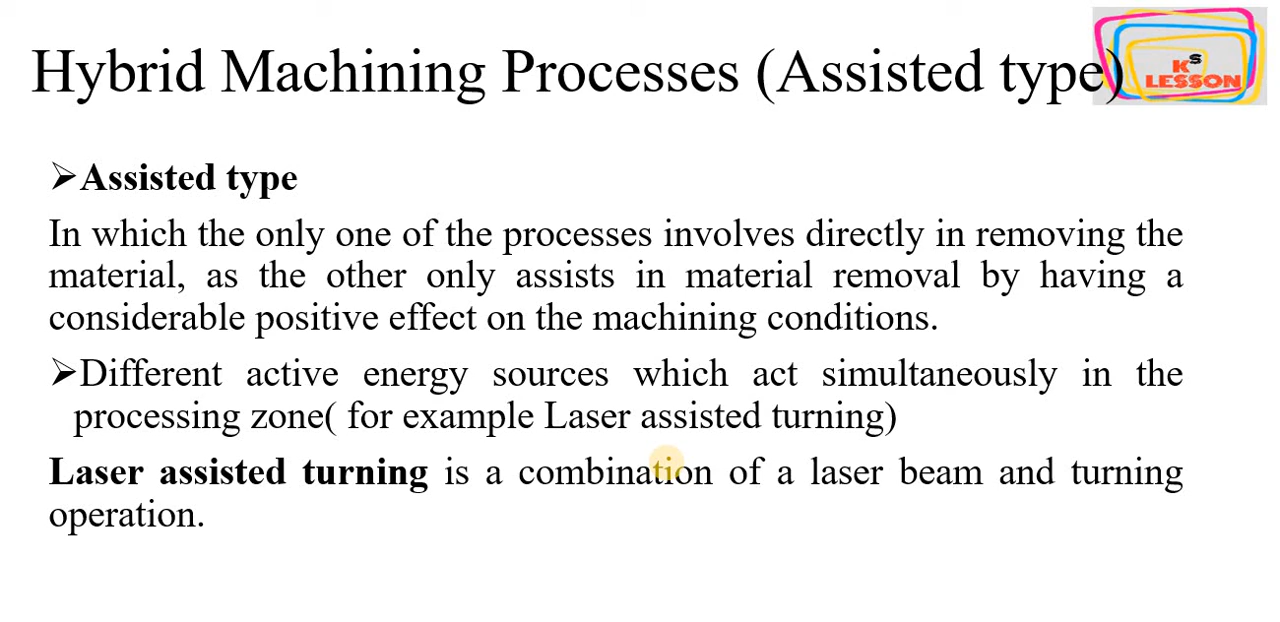 Hybrid Machining Processes (Assisted type)
Ks
LESSON
➢Assisted type
In which the only one of the processes involves directly in removing the
material, as the other only assists in material removal by having a
considerable positive effect on the machining conditions.
➢Different active energy sources which act simultaneously in the
processing zone( for example Laser assisted turning)
Laser assisted turning is a combination of a laser beam and turning
operation.